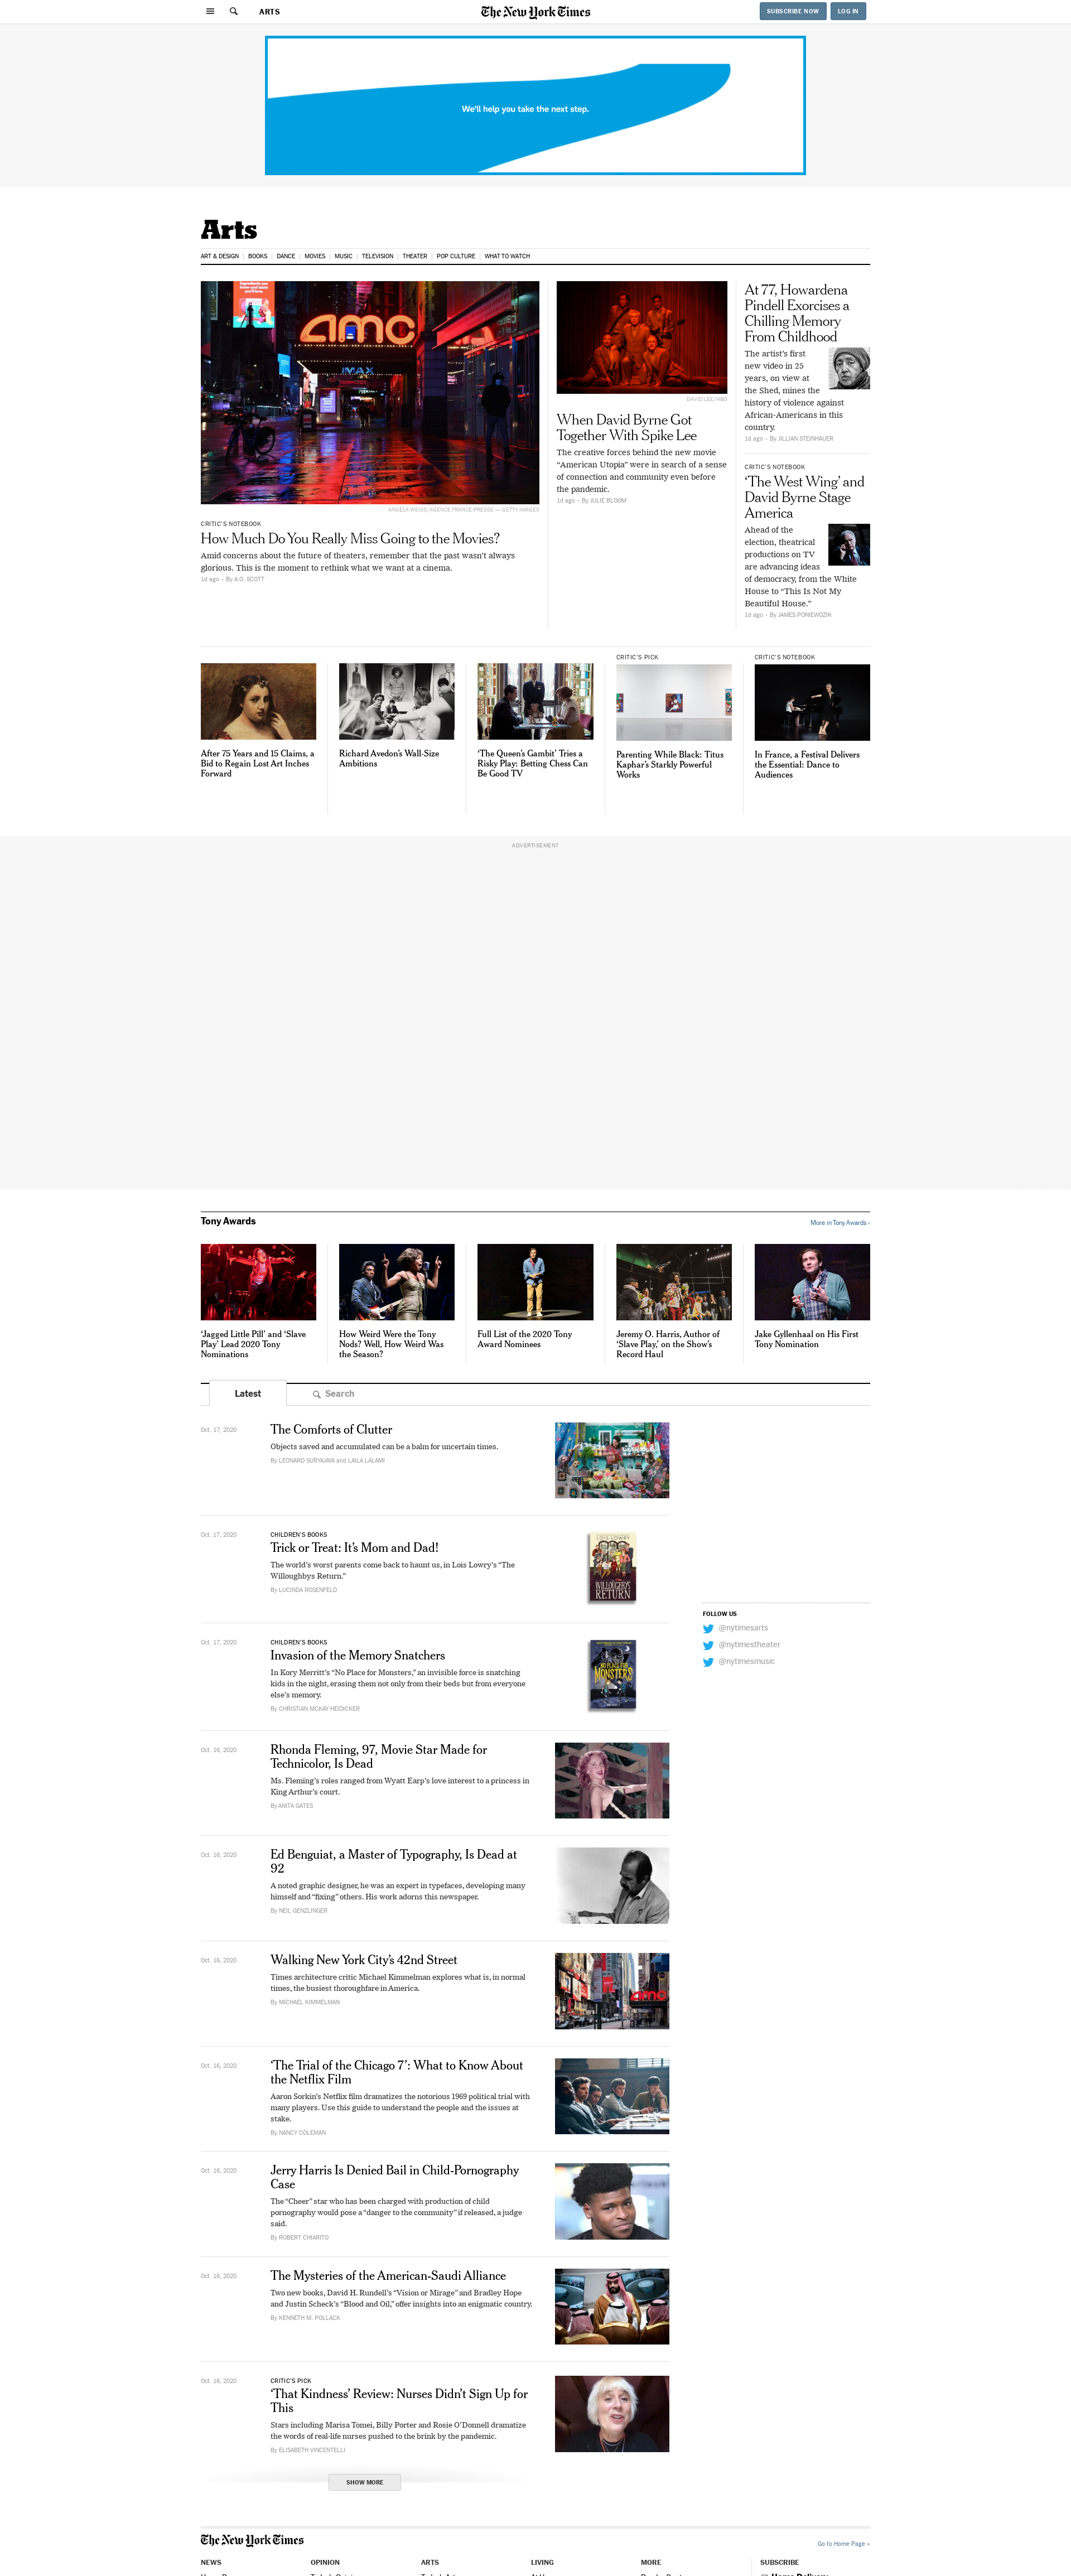 ARTS
The New York Times
SUBSCRIBE NOW
LOG IN
We'll help you take the next step.
Arts
ART & DESIGN
BOOKS
DANCE
MOVIES
MUSIC
TELEVISION
THEATER
POP CULTURE
WHAT TO WATCH
amc
IMAX
ANGELA WEISS/AGENCE FRANCE-PRESSE — GETTY IMAGES
CRITIC'S NOTEBOOK
How Much Do You Really Miss Going to the Movies?
Amid concerns about the future of theaters, remember that the past wasn't always
glorious. This is the moment to rethink what we want at a cinema.
1d ago • By A.O. SCOTT
DAVID LEE/HBO
When David Byrne Got
Together With Spike Lee
The creative forces behind the new movie
“American Utopia” were in search of a sense
of connection and community even before
the pandemic.
1d ago • By JULIE BLOOM
At 77, Howardena
Pindell Exorcises a
Chilling Memory
From Childhood
The artist's first
new video in 25
years, on view at
the Shed, mines the
history of violence against
African-Americans in this
country.
1d ago • By JILLIAN STEINHAUER
CRITIC'S NOTEBOOK
‘The West Wing’ and
David Byrne Stage
America
Ahead of the
election, theatrical
productions on TV
are advancing ideas
of democracy, from the White
House to “This Is Not My
Beautiful House.”
1d ago • By JAMES PONIEWOZIK
After 75 Years and 15 Claims, a
Bid to Regain Lost Art Inches
Forward
Richard Avedon's Wall-Size
Ambitions
‘The Queen's Gambit’ Tries a
Risky Play: Betting Chess Can
Be Good TV
CRITIC'S PICK
Parenting While Black: Titus
Kaphar's Starkly Powerful
Works
CRITIC'S NOTEBOOK
In France, a Festival Delivers
the Essential: Dance to
Audiences
ADVERTISEMENT
Tony Awards
More in Tony Awards ›
‘Jagged Little Pill’ and ‘Slave
Play’ Lead 2020 Tony
Nominations
How Weird Were the Tony
Nods? Well, How Weird Was
the Season?
Full List of the 2020 Tony
Award Nominees
Jeremy O. Harris, Author of
‘Slave Play,’ on the Show's
Record Haul
Jake Gyllenhaal on His First
Tony Nomination
Latest
Search
Oct. 17, 2020
The Comforts of Clutter
Objects saved and accumulated can be a balm for uncertain times.
By LEONARD SURYAJAYA and LAILA LALAMI
Oct. 17, 2020
CHILDREN'S BOOKS
Trick or Treat: It's Mom and Dad!
The world's worst parents come back to haunt us, in Lois Lowry's “The
Willoughbys Return.”
By LUCINDA ROSENFELD
LOIS LOWRY
WILLOUGHBYS
RETURN
FOLLOW US
@nytimesarts
@nytimestheater
@nytimesmusic
Oct. 17, 2020
CHILDREN'S BOOKS
Invasion of the Memory Snatchers
In Kory Merritt's “No Place for Monsters,” an invisible force is snatching
kids in the night, erasing them not only from their beds but from everyone
else's memory.
By CHRISTIAN MCKAY HEIDICKER
NO PLACE FOR
MONSTERS
Oct. 16, 2020
Rhonda Fleming, 97, Movie Star Made for
Technicolor, Is Dead
Ms. Fleming's roles ranged from Wyatt Earp's love interest to a princess in
King Arthur's court.
By ANITA GATES
Oct. 16, 2020
Ed Benguiat, a Master of Typography, Is Dead at
92
A noted graphic designer, he was an expert in typefaces, developing many
himself and “fixing” others. His work adorns this newspaper.
By NEIL GENZLINGER
Oct. 16, 2020
Walking New York City's 42nd Street
Times architecture critic Michael Kimmelman explores what is, in normal
times, the busiest thoroughfare in America.
By MICHAEL KIMMELMAN
amc
Oct. 16, 2020
‘The Trial of the Chicago 7’: What to Know About
the Netflix Film
Aaron Sorkin's Netflix film dramatizes the notorious 1969 political trial with
many players. Use this guide to understand the people and the issues at
stake.
By NANCY COLEMAN
Oct. 16, 2020
Jerry Harris Is Denied Bail in Child-Pornography
Case
The “Cheer” star who has been charged with production of child
pornography would pose a “danger to the community” if released, a judge
said.
By ROBERT CHIARITO
Oct. 16, 2020
The Mysteries of the American-Saudi Alliance
Two new books, David H. Rundell's “Vision or Mirage” and Bradley Hope
and Justin Scheck's “Blood and Oil,” offer insights into an enigmatic country.
By KENNETH M. POLLACK
Oct. 16, 2020
CRITIC'S PICK
‘That Kindness’ Review: Nurses Didn't Sign Up for
This
Stars including Marisa Tomei, Billy Porter and Rosie O'Donnell dramatize
the words of real-life nurses pushed to the brink by the pandemic.
By ELISABETH VINCENTELLI
SHOW MORE
The New York Times
Go to Home Page »
NEWS
OPINION
ARTS
LIVING
MORE
SUBSCRIBE